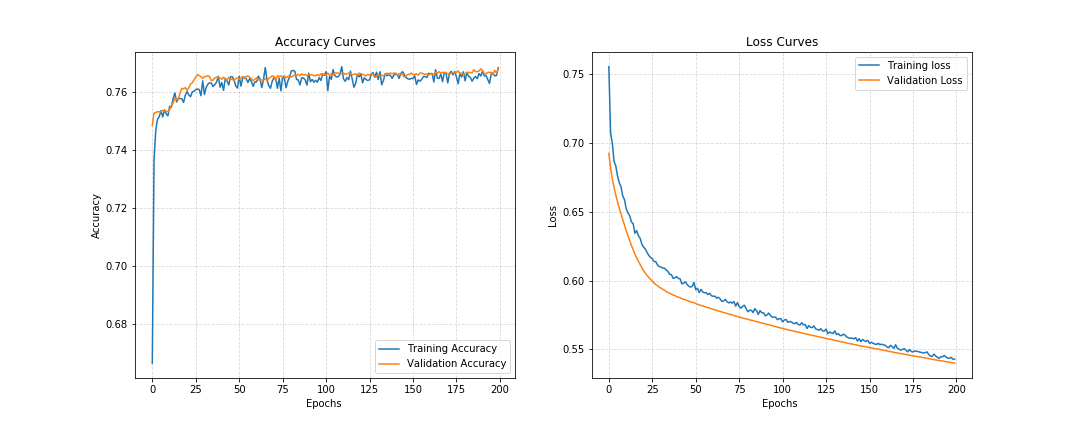 Accuracy Curves
Accuracy
0.76
0.74
0.72
0.70
0.68
0 25 50 75 100 125 150 175 200
Epochs
Training Accuracy
Validation Accuracy
Loss Curves
Loss
0.75
0.70
0.65
0.60
0.55
0 25 50 75 100 125 150 175 200
Epochs
Training loss
Validation Loss